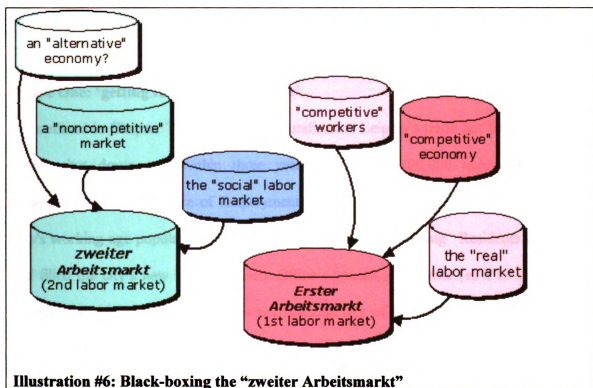 an "alternative"
economy?
a "noncompetitive"
market
the "social" labor
market
zweiter
Arbeitsmarkt
(2nd labor market)
"competitive"
workers
"competitive"
economy
the "real"
labor market
Erster
Arbeitsmarkt
(1st labor market)
Illustration #6: Black-boxing the “zweiter Arbeitsmarkt”